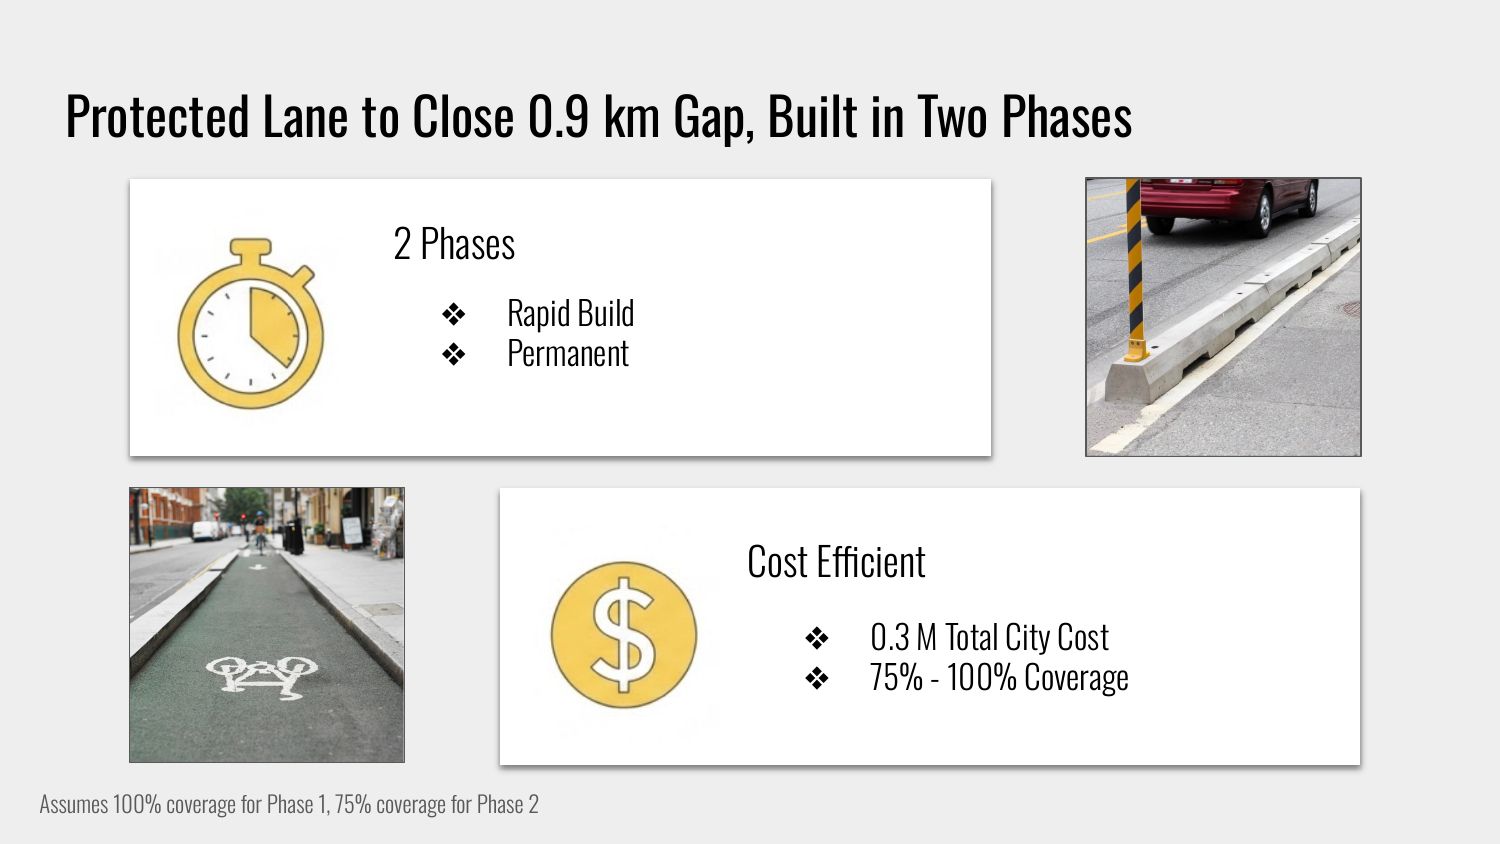 Protected Lane to Close 0.9 km Gap, Built in Two Phases
2 Phases
❖ Rapid Build
❖ Permanent
$
Cost Efficient
❖ 0.3 M Total City Cost
❖ 75% - 100% Coverage
Assumes 100% coverage for Phase 1, 75% coverage for Phase 2